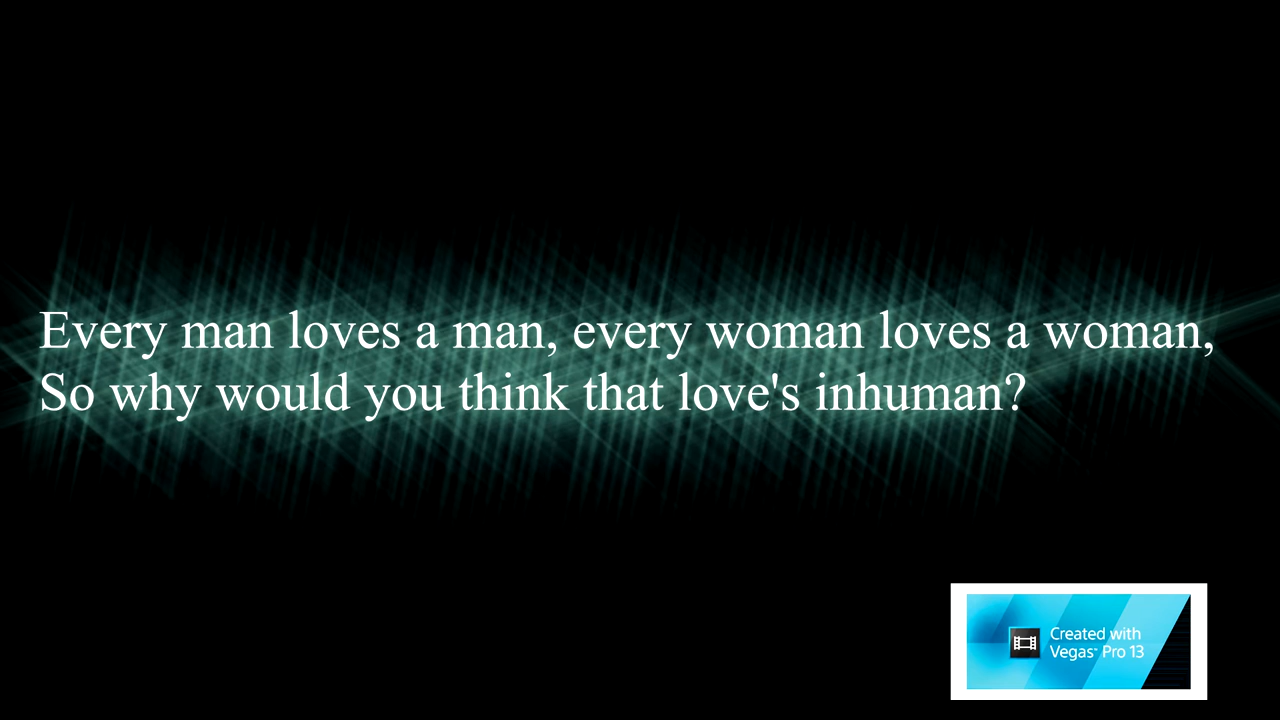 Every man loves a man, every woman loves a woman,
So why would you think that love's inhuman?
Created with
Vegas™ Pro 13